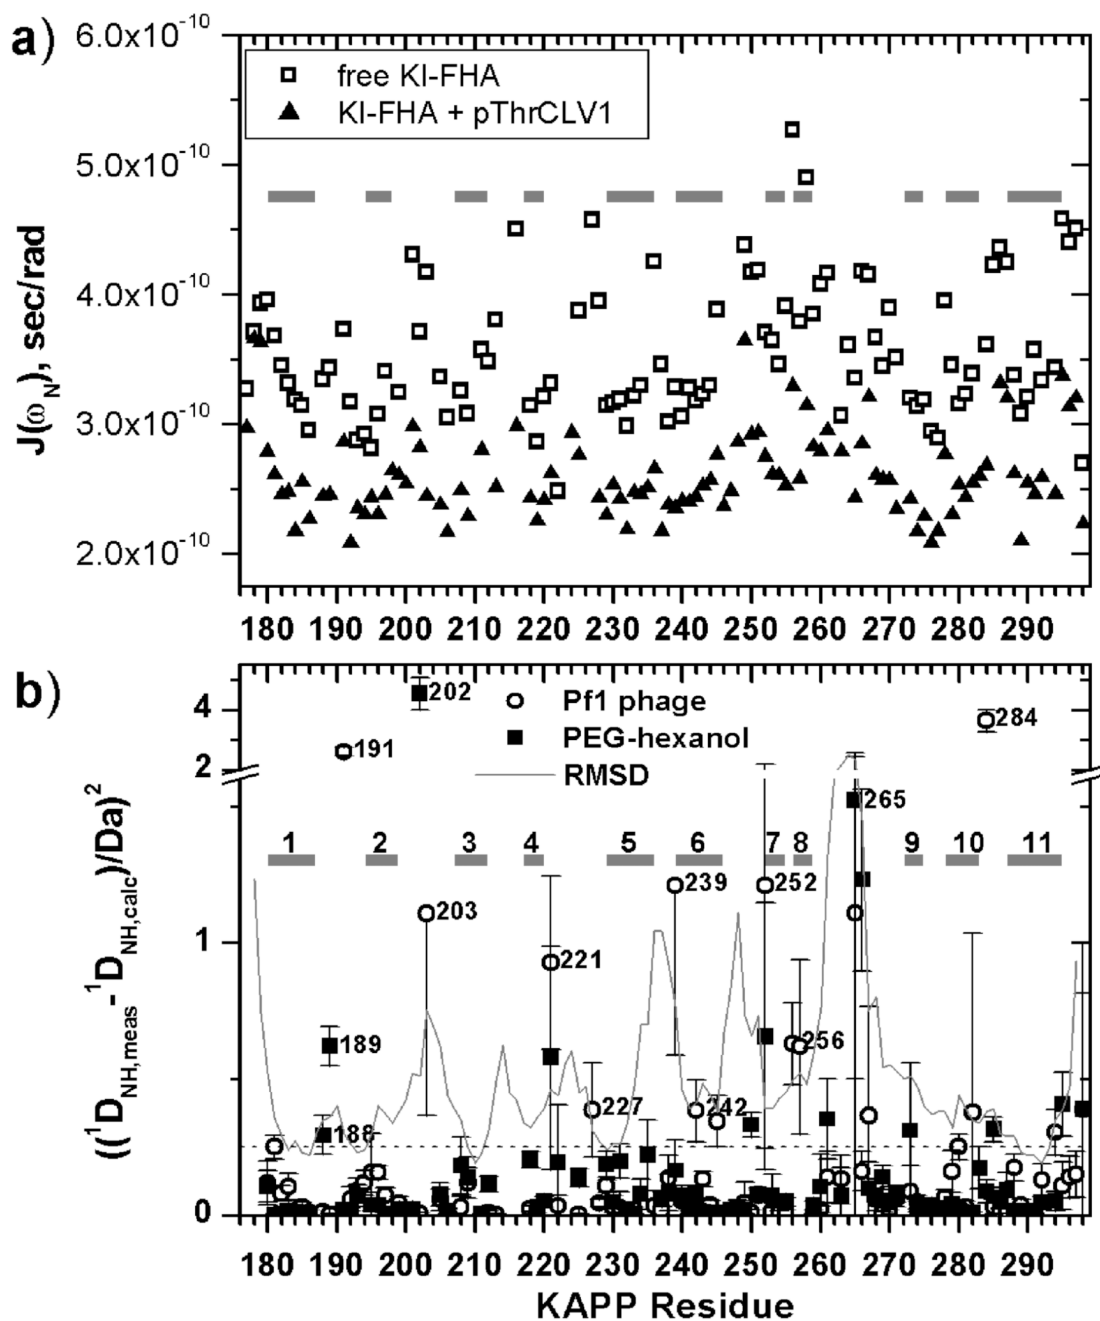 a)
6.0x10⁻¹⁰
5.0x10⁻¹⁰
4.0x10⁻¹⁰
3.0x10⁻¹⁰
2.0x10⁻¹⁰
J(ω_N), sec/rad
free KI-FHA
KI-FHA + pThrCLV1
180 190 200 210 220 230 240 250 260 270 280 290
b)
4
2
1
0
((¹D_NH,meas-¹D_NH,calc)/Da)²
Pf1 phage
PEG-hexanol
RMSD
202
191
284
265
1 2 3 4 5 6 7 8 9 10 11
203
239
252
221
189
256
227
242
188
180 190 200 210 220 230 240 250 260 270 280 290
KAPP Residue